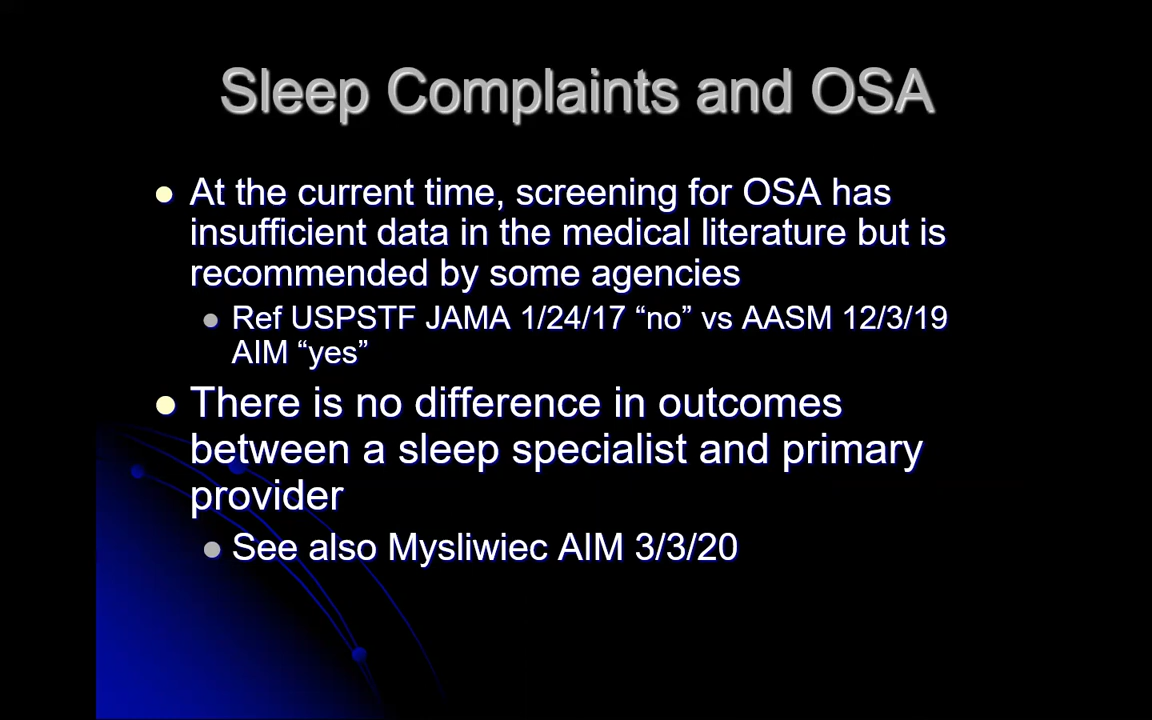 Sleep Complaints and OSA
At the current time, screening for OSA has
insufficient data in the medical literature but is
recommended by some agencies
Ref USPSTF JAMA 1/24/17 “no” vs AASM 12/3/19
AIM “yes”
There is no difference in outcomes
between a sleep specialist and primary
provider
See also Mysliwiec AIM 3/3/20